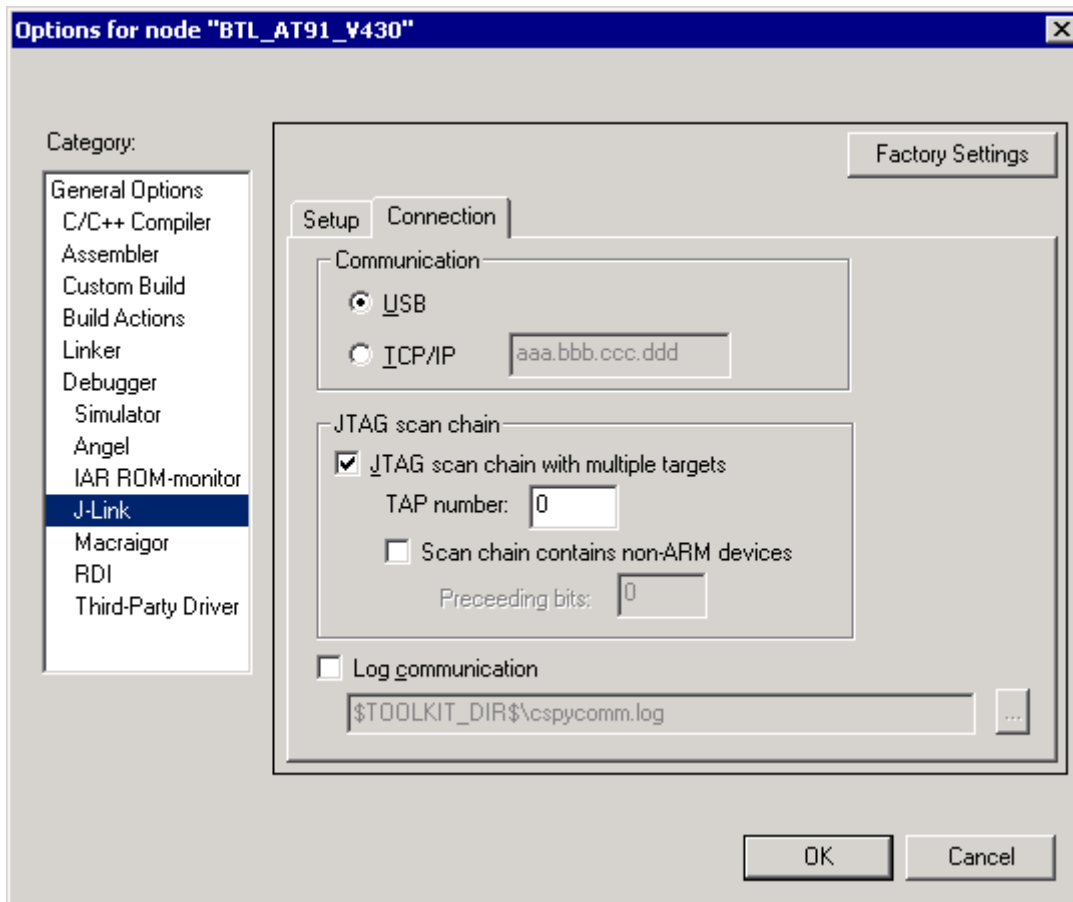 Options for node "BTL_AT91_V430"
Category:
General Options
C/C++ Compiler
Assembler
Custom Build
Build Actions
Linker
Debugger
Simulator
Angel
IAR ROM-monitor
J-Link
Macraigor
RDI
Third-Party Driver
Factory Settings
Setup
Connection
Communication
USB
TCP/IP
aaa.bbb.ccc.ddd
JTAG scan chain
JTAG scan chain with multiple targets
TAP number:
0
Scan chain contains non-ARM devices
Preceeding bits:
0
Log communication
$TOOLKIT_DIR$\cspycomm.log
...
OK
Cancel